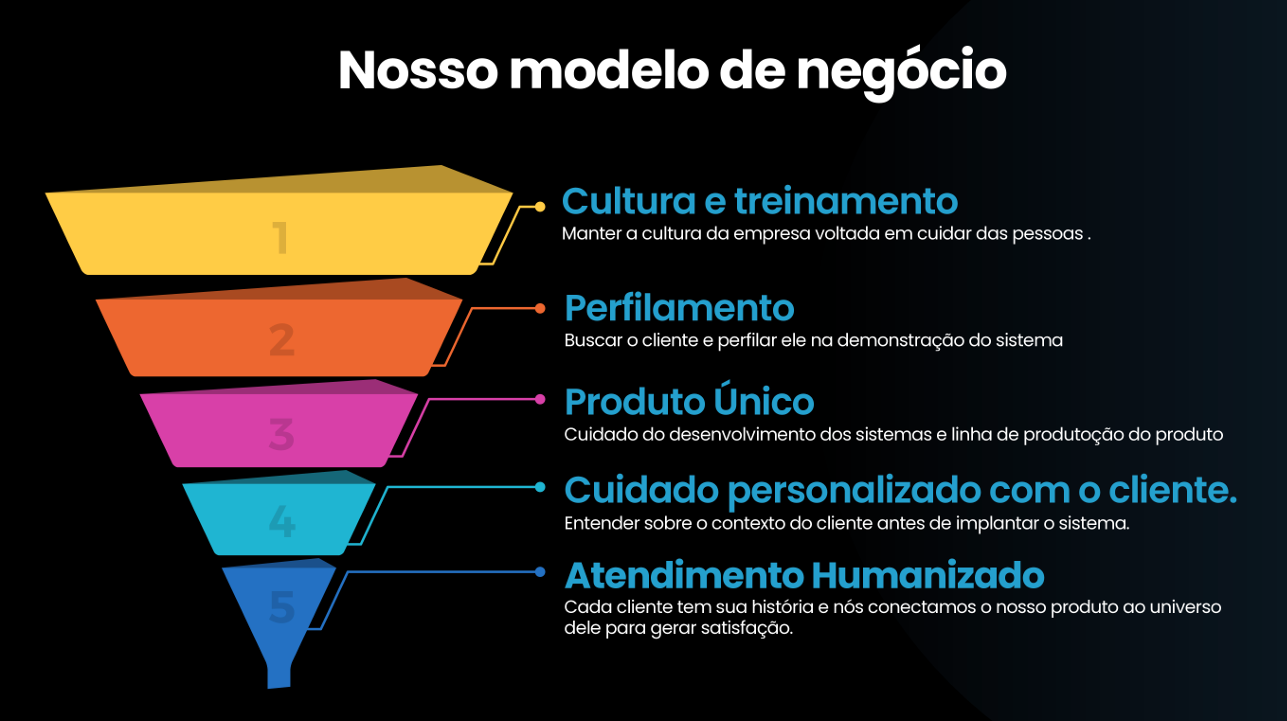 Nosso modelo de negócio
1
Cultura e treinamento
Manter a cultura da empresa voltada em cuidar das pessoas .
2
Perfilamento
Buscar o cliente e perfilar ele na demonstração do sistema
3
Produto Único
Cuidado do desenvolvimento dos sistemas e linha de produtoção do produto
4
Cuidado personalizado com o cliente.
Entender sobre o contexto do cliente antes de implantar o sistema.
5
Atendimento Humanizado
Cada cliente tem sua história e nós conectamos o nosso produto ao universo
dele para gerar satisfação.